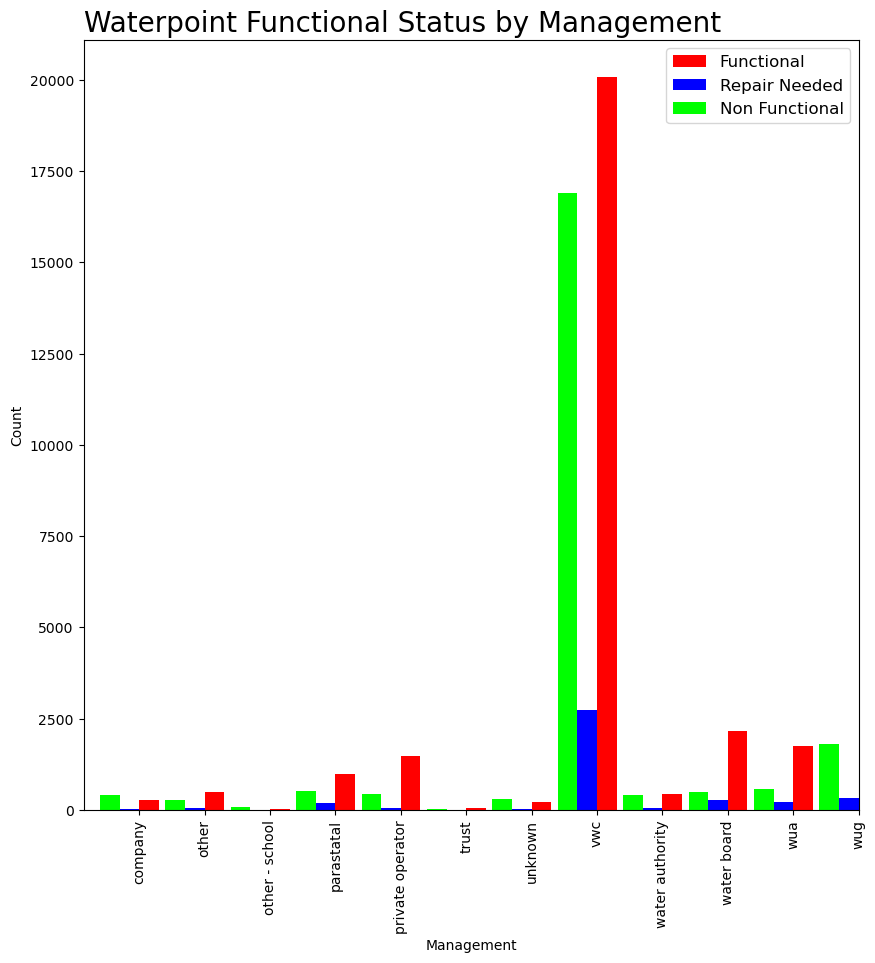 Waterpoint Functional Status by Management
Functional
Repair Needed
Non Functional
20000
17500
15000
12500
10000
7500
5000
2500
0
Count
company
other
other - school
parastatal
private operator
trust
unknown
vwc
water authority
water board
wua
wug
Management